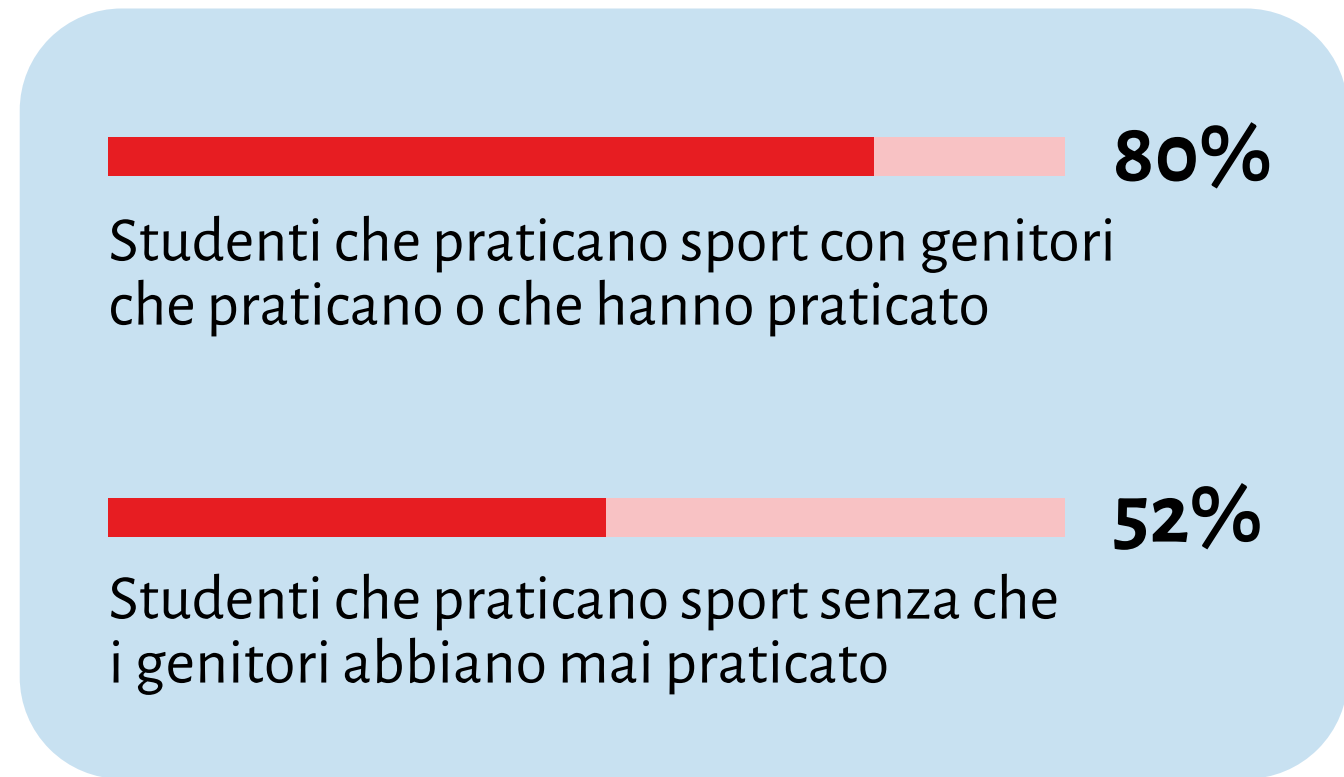 80%
Studenti che praticano sport con genitori
che praticano o che hanno praticato
52%
Studenti che praticano sport senza che
i genitori abbiano mai praticato